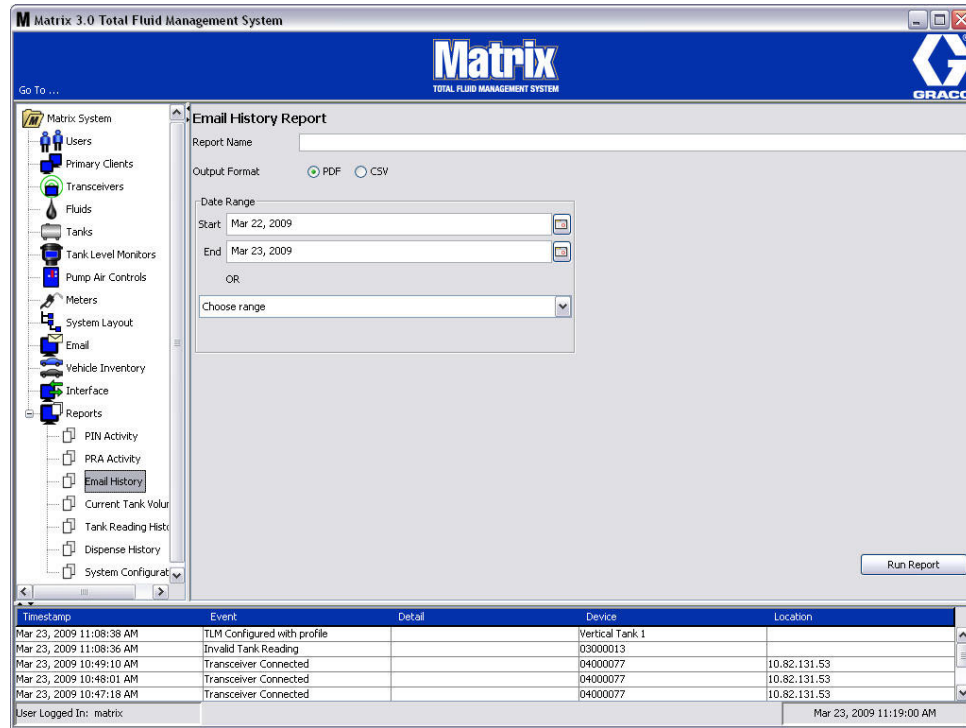 Matrix 3.0 Total Fluid Management System
Matrix
TOTAL FLUID MANAGEMENT SYSTEM
Go To ...
GRACO
Matrix System
Users
Primary Clients
Transceivers
Fluids
Tanks
Tank Level Monitors
Pump Air Controls
Meters
System Layout
Email
Vehicle Inventory
Interface
Reports
PIN Activity
PRA Activity
Email History
Current Tank Volur
Tank Reading Histo
Dispense History
System Configurat
Email History Report
Report Name
Output Format PDF CSV
Date Range
Start Mar 22, 2009
End Mar 23, 2009
OR
Choose range
Run Report
Timestamp Event Detail Device Location
Mar 23, 2009 11:08:38 AM TLM Configured with profile Vertical Tank 1
Mar 23, 2009 11:08:36 AM Invalid Tank Reading 03000013
Mar 23, 2009 10:49:10 AM Transceiver Connected 04000077 10.82.131.53
Mar 23, 2009 10:48:01 AM Transceiver Connected 04000077 10.82.131.53
Mar 23, 2009 10:47:18 AM Transceiver Connected 04000077 10.82.131.53
User Logged In: matrix Mar 23, 2009 11:19:00 AM